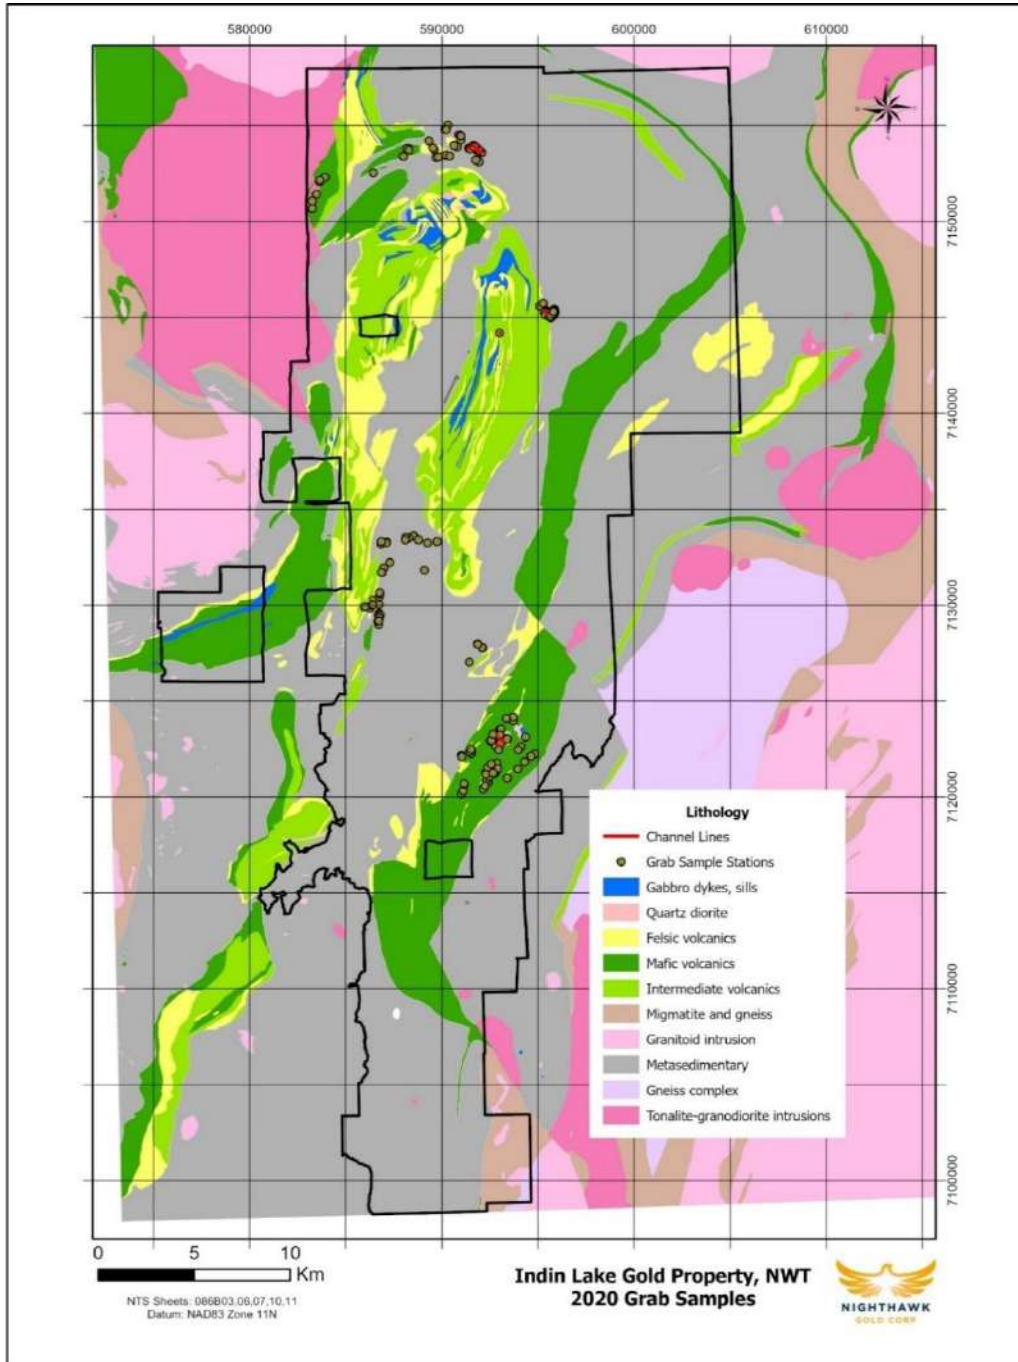 580000 590000 600000 610000
7150000
7140000
7130000
7120000
7110000
7100000
Lithology
Channel Lines
Grab Sample Stations
Gabbro dykes, sills
Quartz diorite
Felsic volcanics
Mafic volcanics
Intermediate volcanics
Migmatite and gneiss
Granitoid intrusion
Metasedimentary
Gneiss complex
Tonalite-granodiorite intrusions
0 5 10
Km
NTS Sheets: 086B03,06,07,10,11
Datum: NAD83 Zone 11N
Indin Lake Gold Property, NWT
2020 Grab Samples
NIGHTHAWK
GOLD CORP